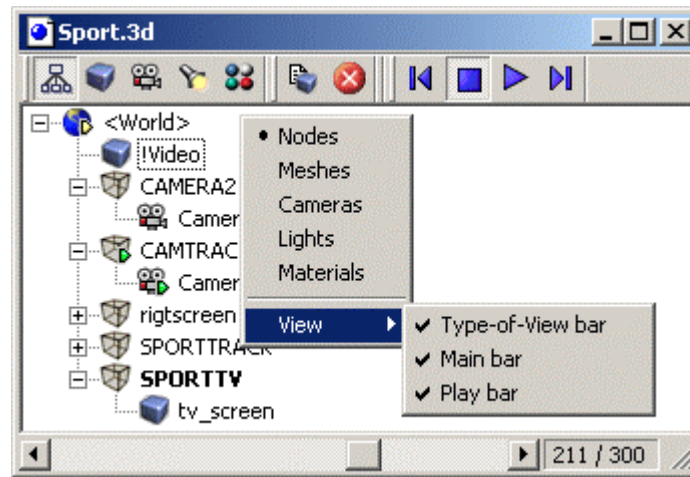 Sport.3d
<World>
!Video
CAMERA2
Camer
CAMTRAC
Camer
rigtscreen
SPORTTRACK
SPORTTV
tv_screen
Nodes
Meshes
Cameras
Lights
Materials
View
Type-of-View bar
Main bar
Play bar
211 / 300